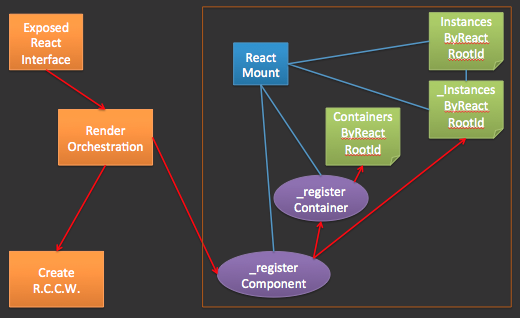 Exposed
React
Interface
Render
Orchestration
Create
R.C.C.W.
React
Mount
Instances
ByReact
RootId
_Instances
ByReact
RootId
Containers
ByReact
RootId
_register
Container
_register
Component